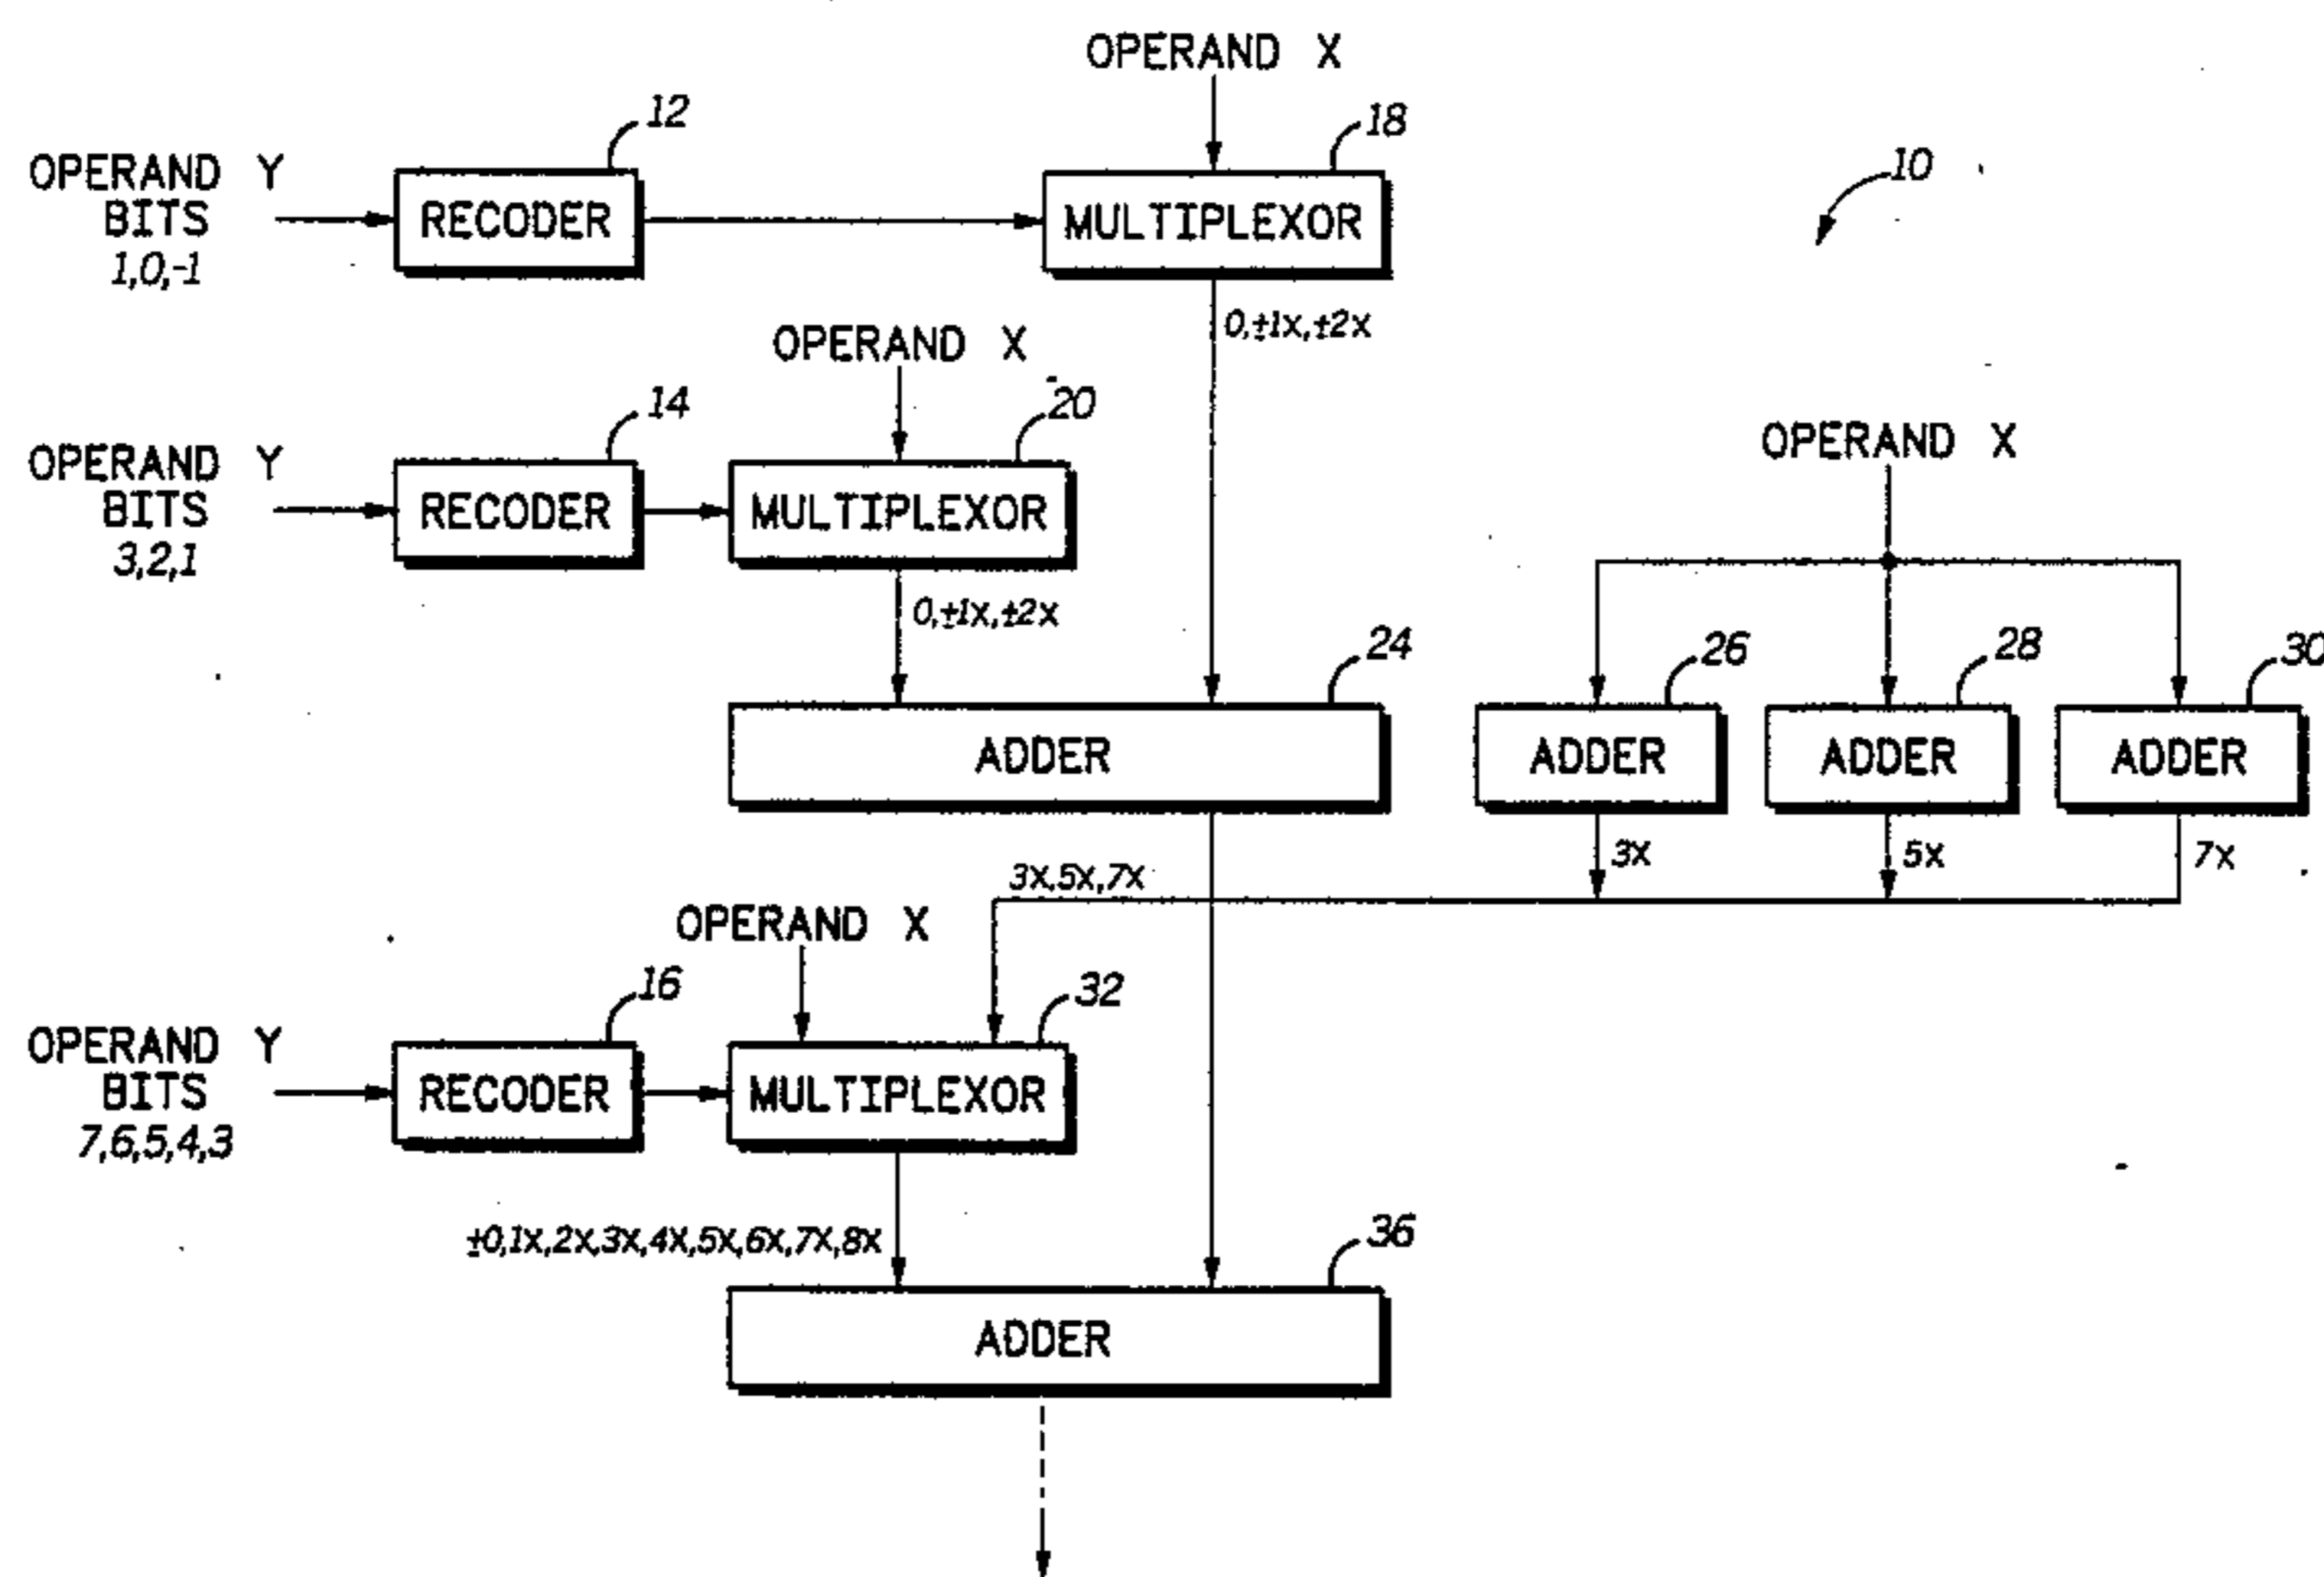 OPERAND X
12
18
10
OPERAND Y
BITS
1,0,-1
RECODER
MULTIPLEXOR
0,±1x,±2x
OPERAND X
14
20
OPERAND X
OPERAND Y
BITS
3,2,1
RECODER
MULTIPLEXOR
0,±1x,±2x
24
26
28
30
ADDER
ADDER
ADDER
ADDER
3x
5x
7x
3x,5x,7x
OPERAND X
16
32
OPERAND Y
BITS
7,6,5,4,3
RECODER
MULTIPLEXOR
±0,1x,2x,3x,4x,5x,6x,7x,8x
36
ADDER